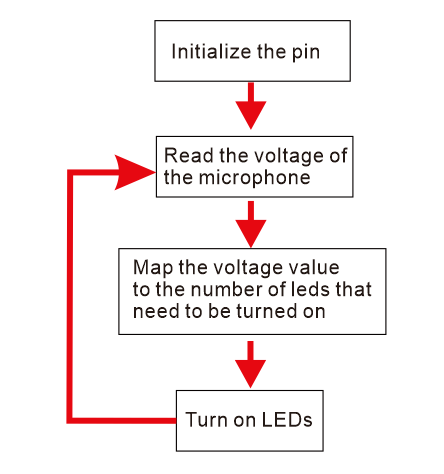 Initialize the pin
Read the voltage of
the microphone
Map the voltage value
to the number of leds that
need to be turned on
Turn on LEDs